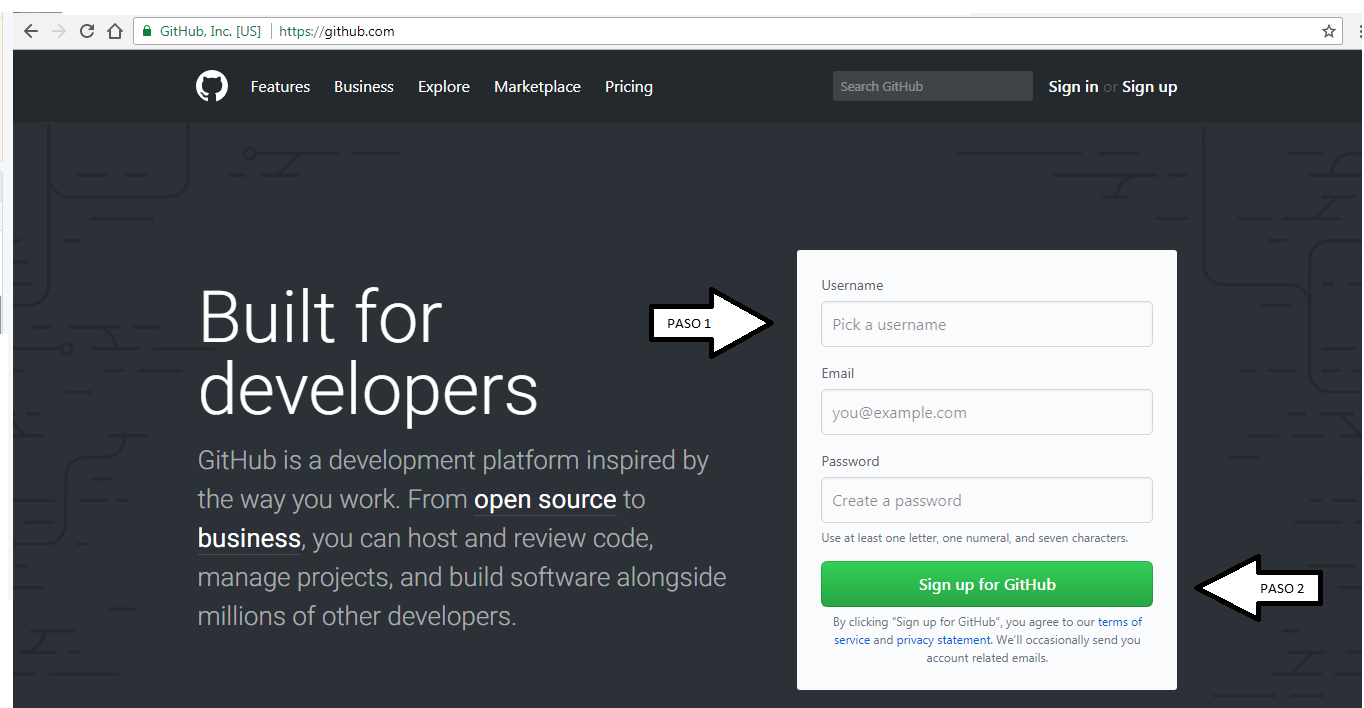 GitHub, Inc. [US] https://github.com
Features Business Explore Marketplace Pricing Search GitHub Sign in or Sign up
Built for
developers
GitHub is a development platform inspired by
the way you work. From open source to
business, you can host and review code,
manage projects, and build software alongside
millions of other developers.
PASO 1
Username
Pick a username
Email
you@example.com
Password
Create a password
Use at least one letter, one numeral, and seven characters.
Sign up for GitHub
PASO 2
By clicking “Sign up for GitHub”, you agree to our terms of
service and privacy statement. We’ll occasionally send you
account related emails.